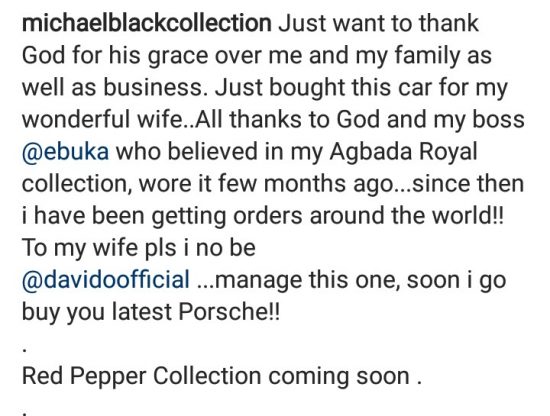 michaelblackcollection Just want to thank
God for his grace over me and my family as
well as business. Just bought this car for my
wonderful wife..All thanks to God and my boss
@ebuka who believed in my Agbada Royal
collection, wore it few months ago...since then
i have been getting orders around the world!!
To my wife pls i no be
@davidoofficial ...manage this one, soon i go
buy you latest Porsche!!
.
Red Pepper Collection coming soon .
.